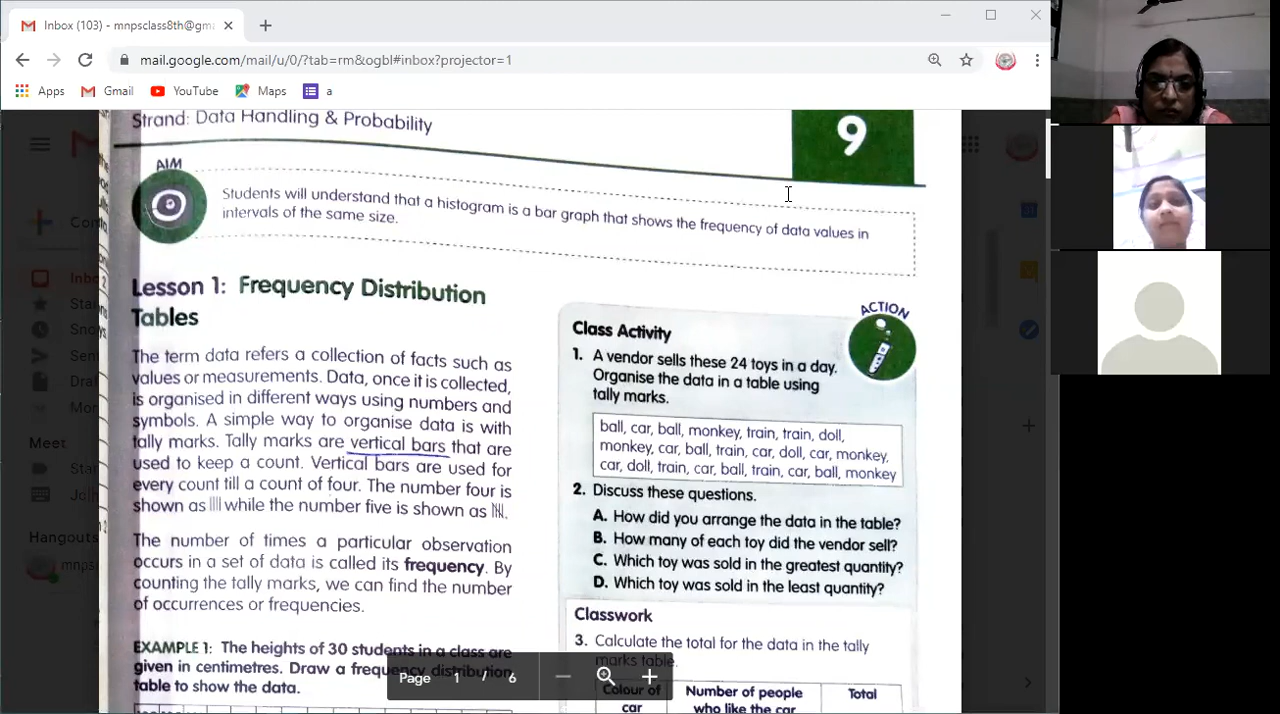 Inbox (103) - mnpsclass8th@gma
mail.google.com/mail/u/0/?tab=rm&ogbl#inbox?projector=1
Apps Gmail YouTube Maps a
Strand: Data Handling & Probability
9
AIM
Students will understand that a histogram is a bar graph that shows the frequency of data values in
intervals of the same size.
Lesson 1: Frequency Distribution
Tables
The term data refers a collection of facts such as
values or measurements. Data, once it is collected,
is organised in different ways using numbers and
symbols. A simple way to organise data is with
tally marks. Tally marks are vertical bars that are
used to keep a count. Vertical bars are used for
every count till a count of four. The number four is
shown as |||| while the number five is shown as
The number of times a particular observation
occurs in a set of data is called its frequency. By
counting the tally marks, we can find the number
of occurrences or frequencies.
EXAMPLE 1: The heights of 30 students in a class are
given in centimetres. Draw a frequency distribution
table to show the data.
ACTION
Class Activity
1. A vendor sells these 24 toys in a day.
Organise the data in a table using
tally marks.
ball, car, ball, monkey, train, train, doll,
monkey, car, ball, train, car, doll, car, monkey,
car, doll, train, car, ball, train, car, ball, monkey
2. Discuss these questions.
A. How did you arrange the data in the table?
B. How many of each toy did the vendor sell?
C. Which toy was sold in the greatest quantity?
D. Which toy was sold in the least quantity?
Classwork
3. Calculate the total for the data in the tally
marks table.
Colour of
car
Number of people
who like the car
Total
Page 1 / 6
Inbo
Sta
Sno
Sent
Draf
Mor
Meet
Sta
Hangouts
mnps